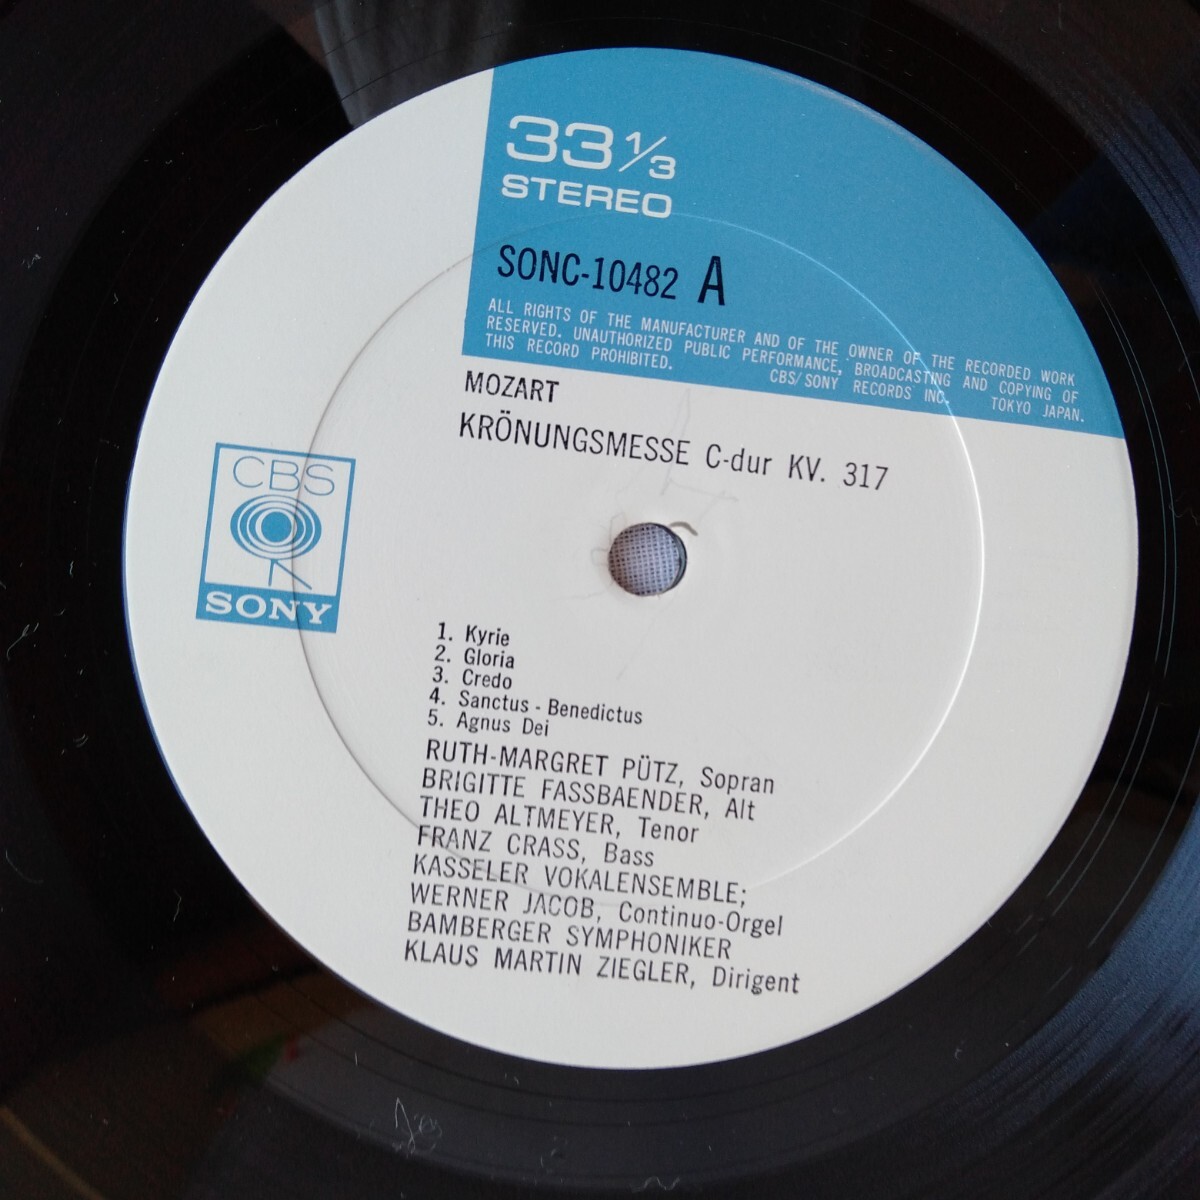 33 1/3
STEREO
SONC-10482 A
ALL RIGHTS OF THE MANUFACTURER AND OF THE OWNER OF THE RECORDED WORK
RESERVED. UNAUTHORIZED PUBLIC PERFORMANCE, BROADCASTING AND COPYING OF
THIS RECORD PROHIBITED. CBS/SONY RECORDS INC. TOKYO JAPAN.
MOZART
KRÖNUNGSMESSE C-dur KV. 317
CBS
SONY
1. Kyrie
2. Gloria
3. Credo
4. Sanctus - Benedictus
5. Agnus Dei
RUTH-MARGRET PÜTZ, Sopran
BRIGITTE FASSBAENDER, Alt
THEO ALTMEYER, Tenor
FRANZ CRASS, Bass
KASSELER VOKALENSEMBLE;
WERNER JACOB, Continuo-Orgel
BAMBERGER SYMPHONIKER
KLAUS MARTIN ZIEGLER, Dirigent